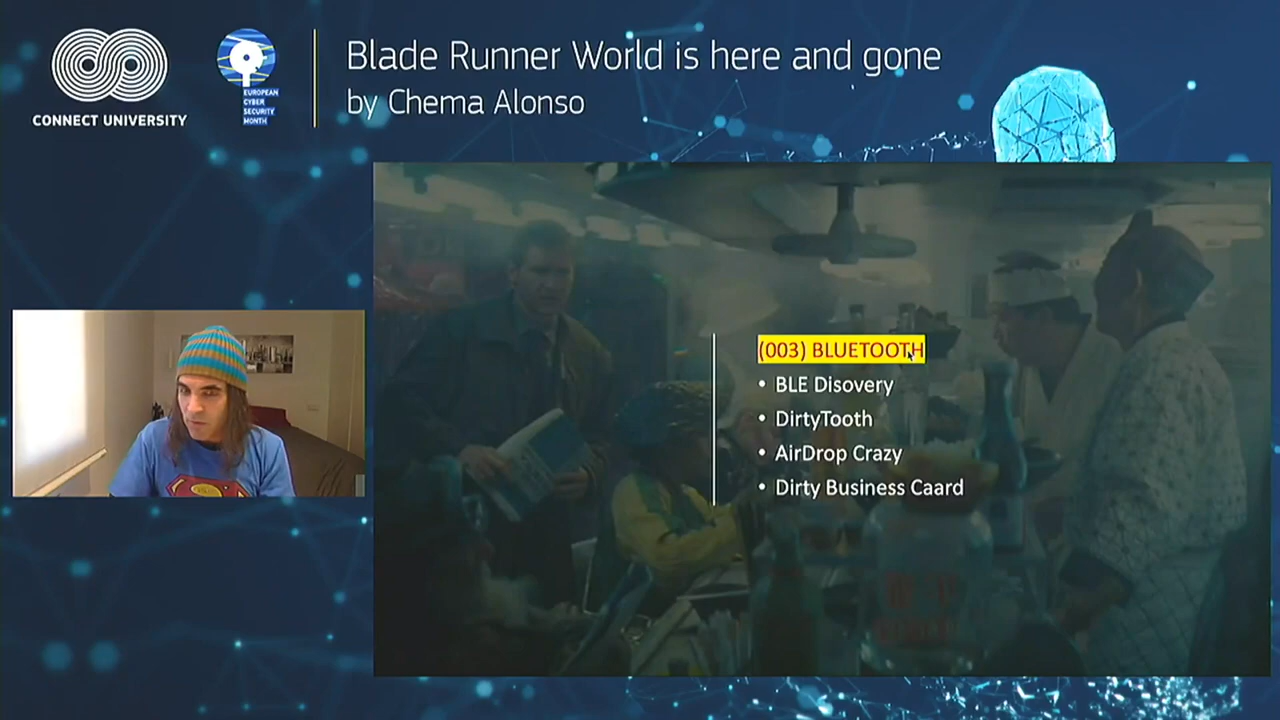 Blade Runner World is here and gone
by Chema Alonso
CONNECT UNIVERSITY
EUROPEAN
CYBER
SECURITY
MONTH
(003) BLUETOOTH
• BLE Disovery
• DirtyTooth
• AirDrop Crazy
• Dirty Business Caard